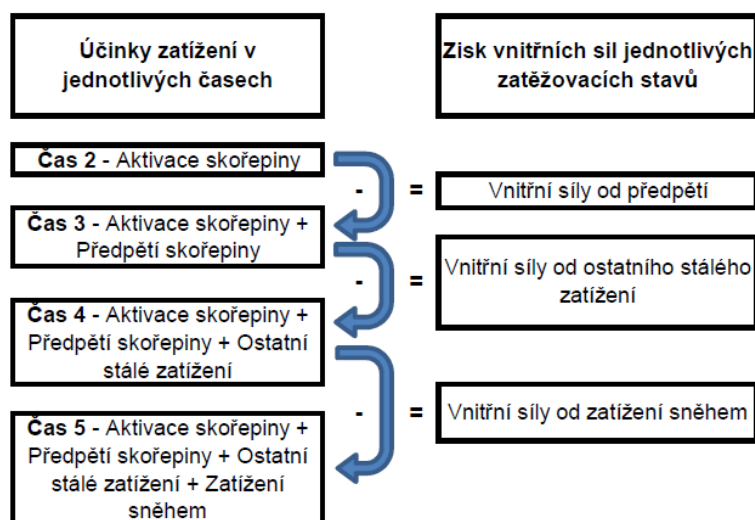 Účinky zatížení v
jednotlivých časech
Zisk vnitřních sil jednotlivých
zatěžovacích stavů
Čas 2 - Aktivace skořepiny
- = Vnitřní síly od předpětí
Čas 3 - Aktivace skořepiny +
Předpětí skořepiny
- = Vnitřní síly od ostatního stálého
zatížení
Čas 4 - Aktivace skořepiny +
Předpětí skořepiny + Ostatní
stálé zatížení
- = Vnitřní síly od zatížení sněhem
Čas 5 - Aktivace skořepiny +
Předpětí skořepiny + Ostatní
stálé zatížení + Zatížení
sněhem